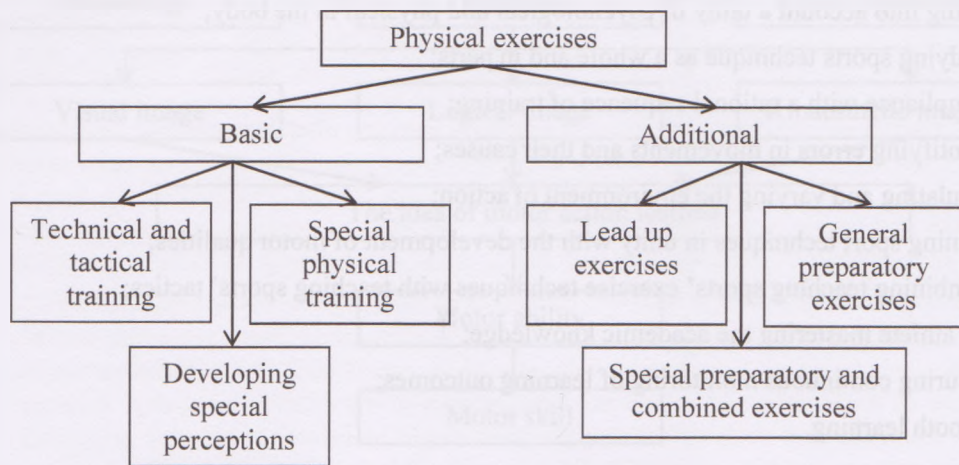 Physical exercises
Basic
Additional
Technical and
tactical
training
Special
physical
training
Lead up
exercises
General
preparatory
exercises
Developing
special
perceptions
Special preparatory and
combined exercises